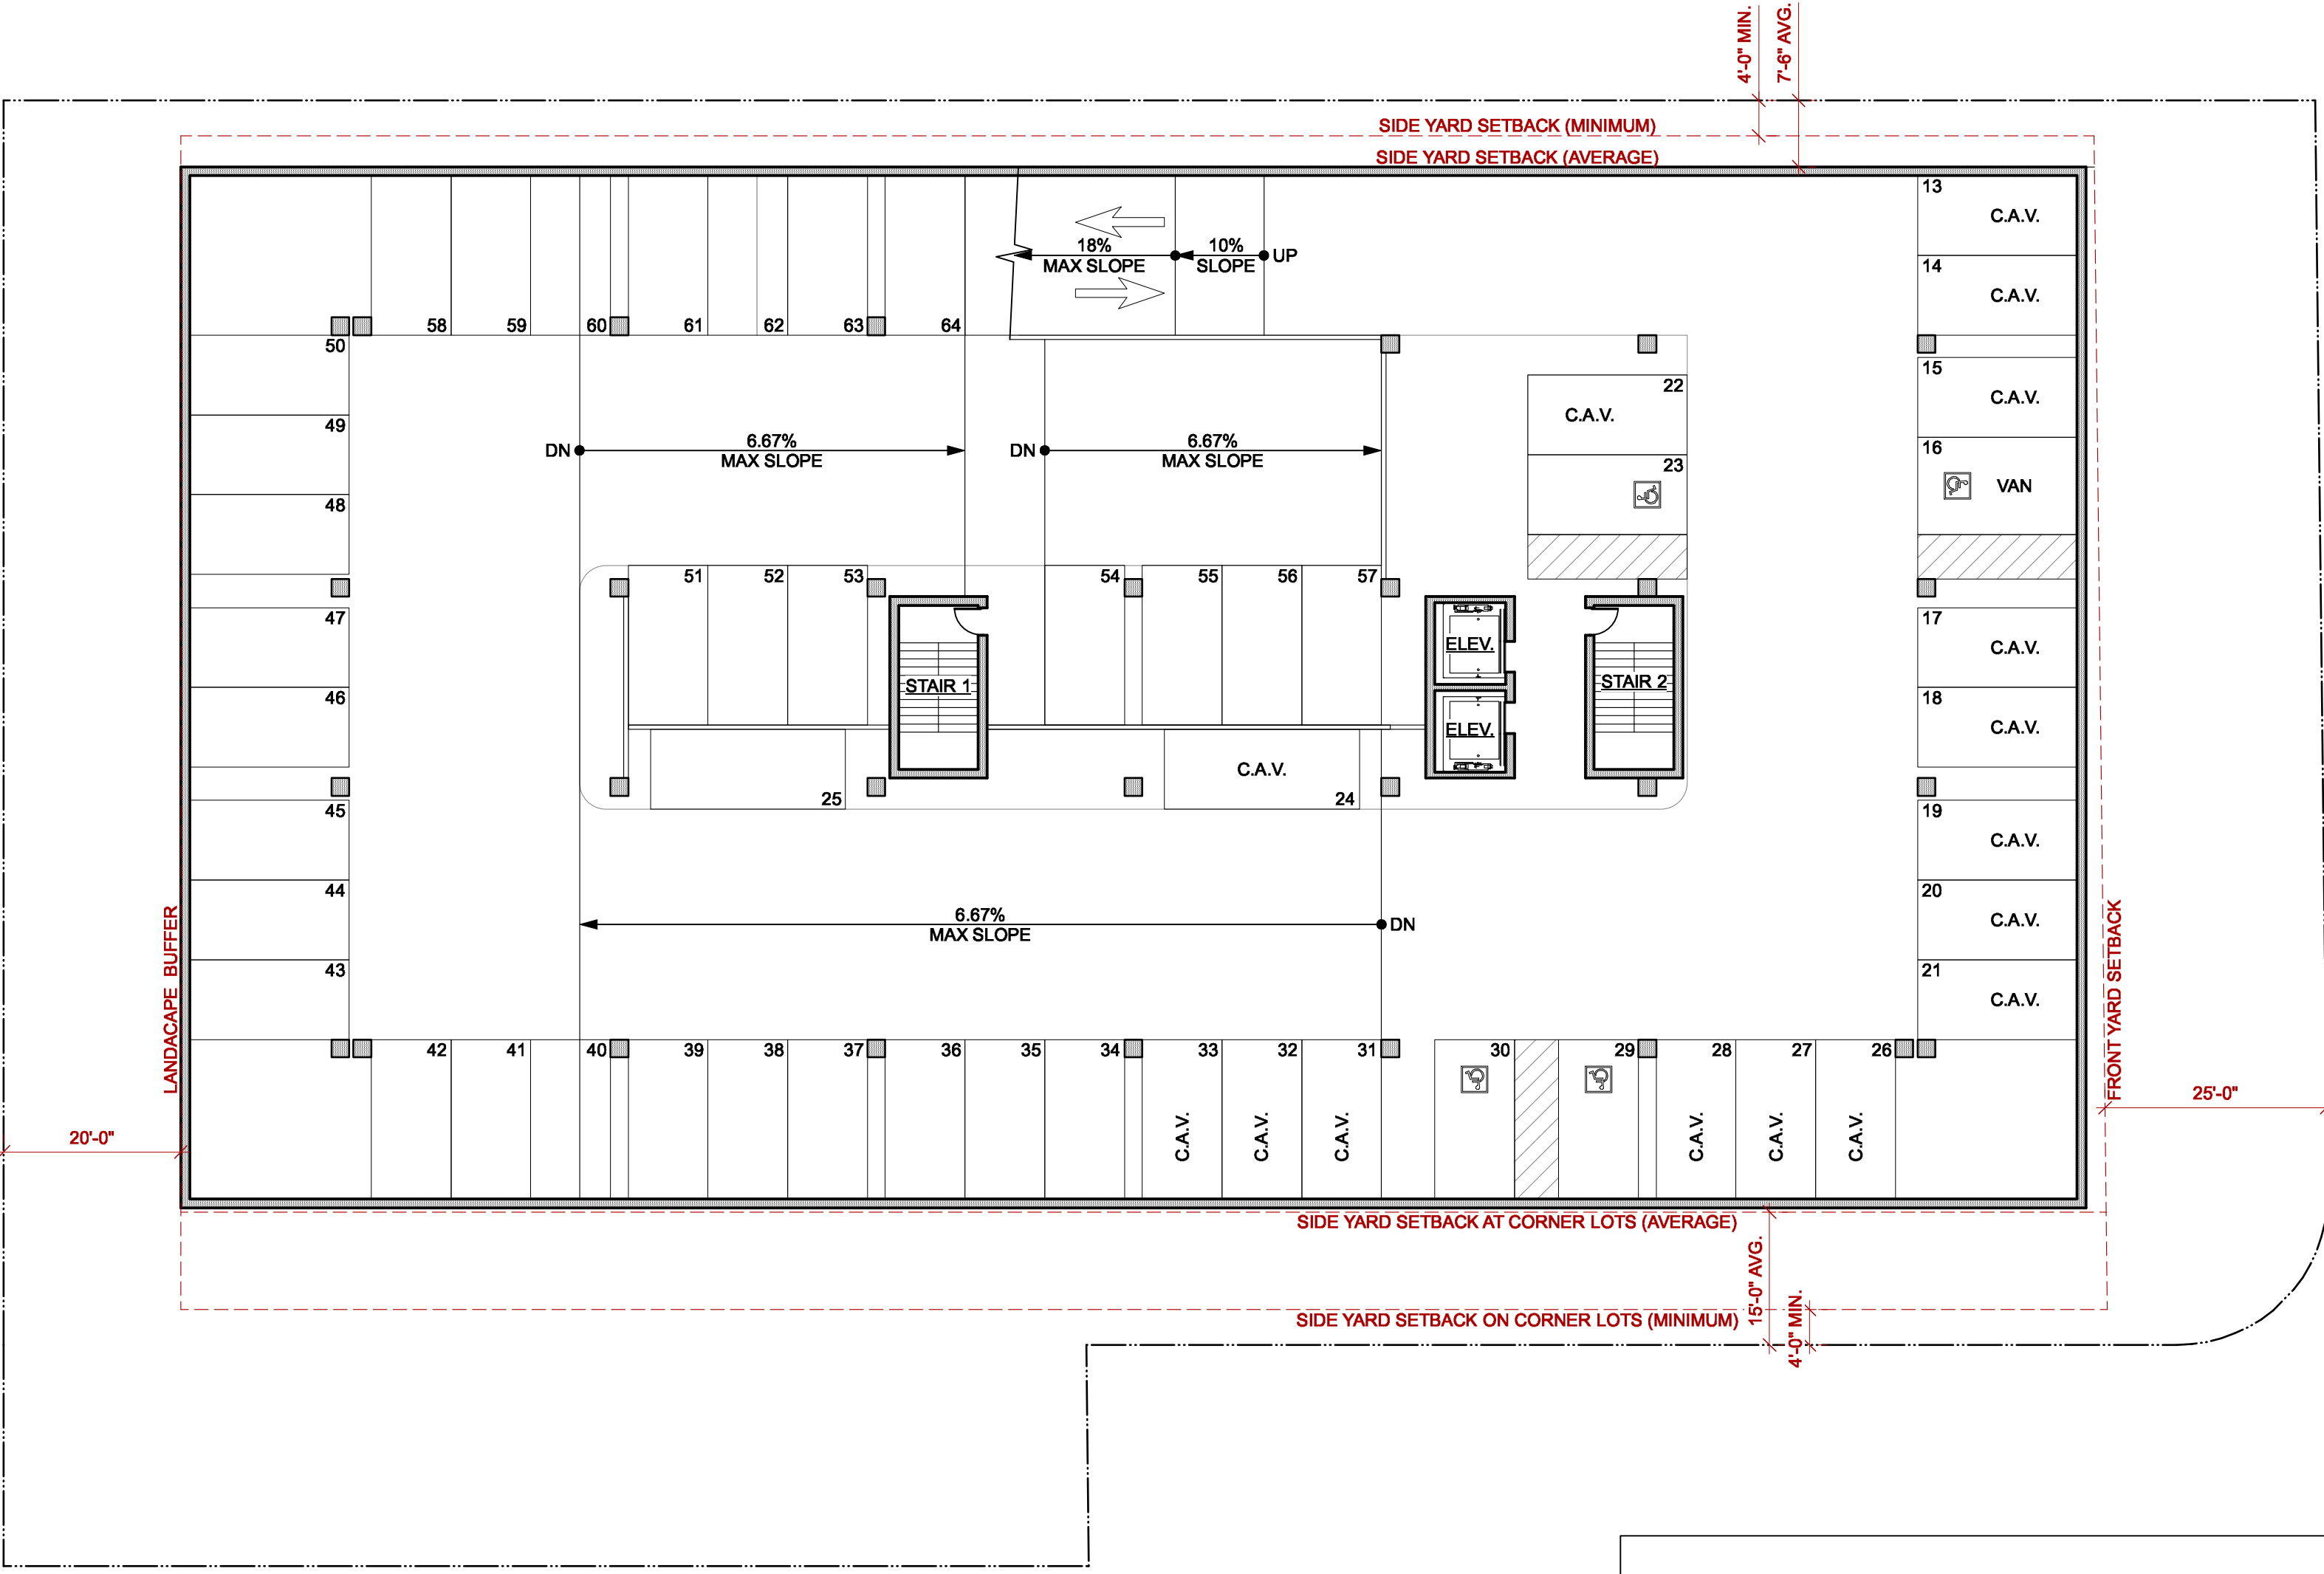 4'-0" MIN.
7'-6" AVG.
SIDE YARD SETBACK (MINIMUM)
SIDE YARD SETBACK (AVERAGE)
13
C.A.V.
14
C.A.V.
18%
MAX SLOPE
10%
SLOPE
UP
58
59
60
61
62
63
64
50
49
48
47
46
45
44
43
15
C.A.V.
16
VAN
22
C.A.V.
23
DN
6.67%
MAX SLOPE
DN
6.67%
MAX SLOPE
51
52
53
54
55
56
57
STAIR 1
ELEV.
ELEV.
STAIR 2
17
C.A.V.
18
C.A.V.
25
C.A.V.
24
19
C.A.V.
20
C.A.V.
21
C.A.V.
6.67%
MAX SLOPE
DN
LANDACAPE BUFFER
FRONT YARD SETBACK
20'-0"
25'-0"
42
41
40
39
38
37
36
35
34
33
32
31
30
29
28
27
26
C.A.V.
C.A.V.
C.A.V.
C.A.V.
C.A.V.
C.A.V.
SIDE YARD SETBACK AT CORNER LOTS (AVERAGE)
15'-0" AVG.
4'-0" MIN.
SIDE YARD SETBACK ON CORNER LOTS (MINIMUM)